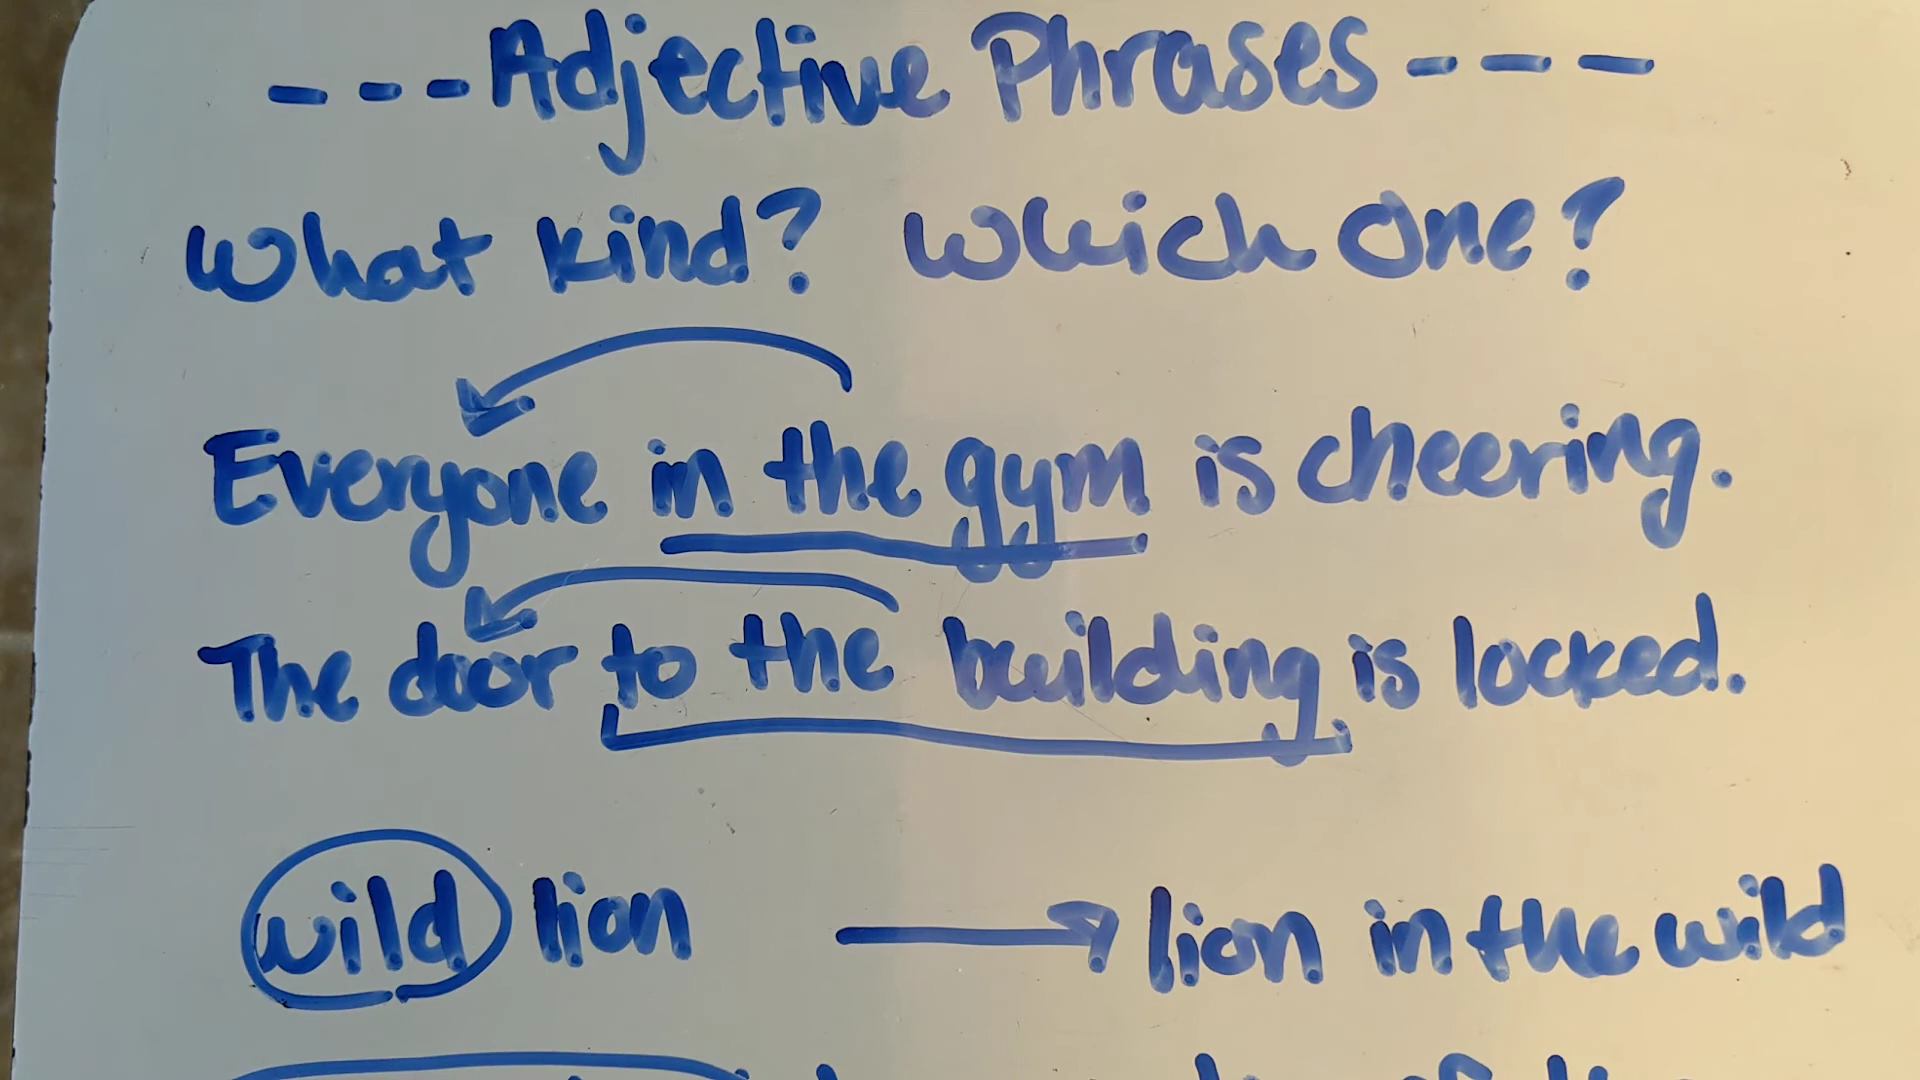 ---Adjective Phrases---
What kind? Which one?
Everyone in the gym is cheering.
The door to the building is locked.
wild lion → lion in the wild